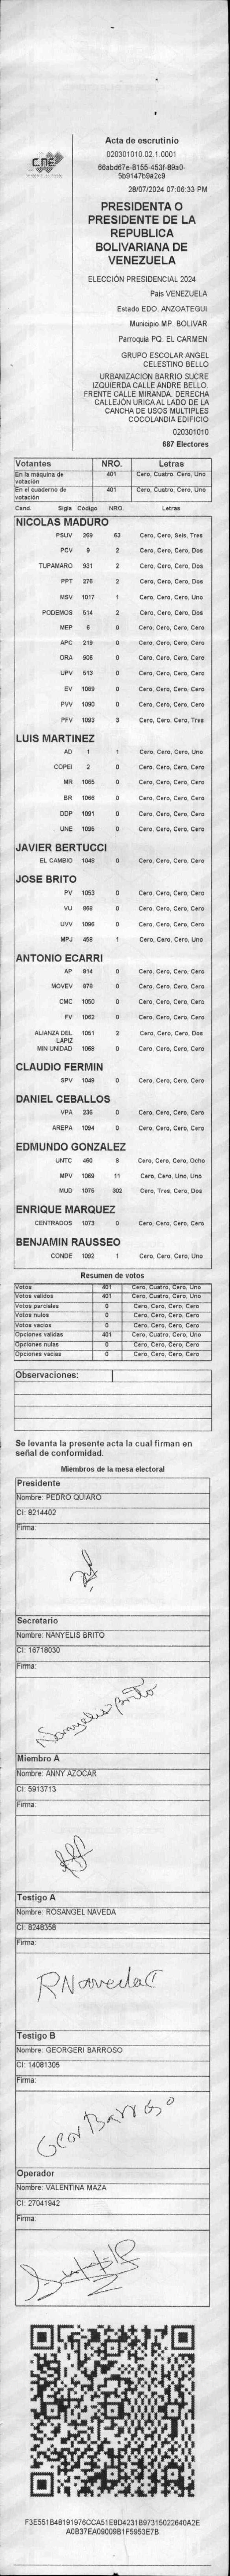 CNE
Acta de escrutinio
020301010.02.1.0001
66abd67e-8155-453f-89a0-
5b9147b9a2c9
28/07/2024 07:06:33 PM
PRESIDENTA O
PRESIDENTE DE LA
REPUBLICA
BOLIVARIANA DE
VENEZUELA
ELECCIÓN PRESIDENCIAL 2024
Pais VENEZUELA
Estado EDO. ANZOATEGUI
Municipio MP. BOLIVAR
Parroquia PQ. EL CARMEN
GRUPO ESCOLAR ANGEL
CELESTINO BELLO
URBANIZACIÓN BARRIO SUCRE
IZQUIERDA CALLE ANDRE BELLO.
FRENTE CALLE MIRANDA. DERECHA
CALLEJÓN URICA AL LADO DE LA
CANCHA DE USOS MULTIPLES
COCOLANDIA EDIFICIO
020301010
687 Electores
Votantes NRO. Letras
En la máquina de votación 401 Cero, Cuatro, Cero, Uno
En el cuaderno de votación 401 Cero, Cuatro, Cero, Uno
Cand. Sigla Código NRO. Letras
NICOLAS MADURO
PSUV 269 63 Cero, Cero, Seis, Tres
PCV 9 2 Cero, Cero, Cero, Dos
TUPAMARO 931 2 Cero, Cero, Cero, Dos
PPT 276 2 Cero, Cero, Cero, Dos
MSV 1017 1 Cero, Cero, Cero, Uno
PODEMOS 514 2 Cero, Cero, Cero, Dos
MEP 6 0 Cero, Cero, Cero, Cero
APC 219 0 Cero, Cero, Cero, Cero
ORA 906 0 Cero, Cero, Cero, Cero
UPV 513 0 Cero, Cero, Cero, Cero
EV 1089 0 Cero, Cero, Cero, Cero
PVV 1090 0 Cero, Cero, Cero, Cero
PFV 1093 3 Cero, Cero, Cero, Tres
LUIS MARTINEZ
AD 1 1 Cero, Cero, Cero, Uno
COPEI 2 0 Cero, Cero, Cero, Cero
MR 1065 0 Cero, Cero, Cero, Cero
BR 1066 0 Cero, Cero, Cero, Cero
DDP 1091 0 Cero, Cero, Cero, Cero
UNE 1095 0 Cero, Cero, Cero, Cero
JAVIER BERTUCCI
EL CAMBIO 1048 0 Cero, Cero, Cero, Cero
JOSE BRITO
PV 1053 0 Cero, Cero, Cero, Cero
VU 669 0 Cero, Cero, Cero, Cero
UVV 1096 0 Cero, Cero, Cero, Cero
MPJ 458 1 Cero, Cero, Cero, Uno
ANTONIO ECARRI
AP 914 0 Cero, Cero, Cero, Cero
MOVEV 978 0 Cero, Cero, Cero, Cero
CMC 1050 0 Cero, Cero, Cero, Cero
FV 1062 0 Cero, Cero, Cero, Cero
ALIANZA DEL LAPIZ 1051 2 Cero, Cero, Cero, Dos
MIN UNIDAD 1068 0 Cero, Cero, Cero, Cero
CLAUDIO FERMIN
SPV 1049 0 Cero, Cero, Cero, Cero
DANIEL CEBALLOS
VPA 236 0 Cero, Cero, Cero, Cero
AREPA 1094 0 Cero, Cero, Cero, Cero
EDMUNDO GONZALEZ
UNTC 460 8 Cero, Cero, Cero, Ocho
MPV 1069 11 Cero, Cero, Uno, Uno
MUD 1075 302 Cero, Tres, Cero, Dos
ENRIQUE MARQUEZ
CENTRADOS 1073 0 Cero, Cero, Cero, Cero
BENJAMIN RAUSSEO
CONDE 1092 1 Cero, Cero, Cero, Uno
Resumen de votos
Votos 401 Cero, Cuatro, Cero, Uno
Votos validos 401 Cero, Cuatro, Cero, Uno
Votos parciales 0 Cero, Cero, Cero, Cero
Votos nulos 0 Cero, Cero, Cero, Cero
Votos vacios 0 Cero, Cero, Cero, Cero
Opciones validas 401 Cero, Cuatro, Cero, Uno
Opciones nulas 0 Cero, Cero, Cero, Cero
Opciones vacias 0 Cero, Cero, Cero, Cero
Observaciones:
Se levanta la presente acta la cual firman en
señal de conformidad.
Miembros de la mesa electoral
Presidente
Nombre: PEDRO QUIARO
CI: 8214402
Firma:
Secretario
Nombre: NANYELIS BRITO
CI: 16718030
Firma:
Nanyelis Brito
Miembro A
Nombre: ANNY AZOCAR
CI: 5913713
Firma:
Testigo A
Nombre: ROSANGEL NAVEDA
CI: 8248358
Firma:
RNaveda
Testigo B
Nombre: GEORGERI BARROSO
CI: 14081305
Firma:
Geor Barroso
Operador
Nombre: VALENTINA MAZA
CI: 27041942
Firma:
F3E551B48191976CCA51E8D4231B97315022640A2E
A0B37EA09009B1F5953E7B